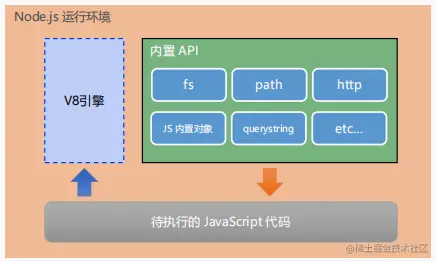 Node.js 运行环境
V8引擎
内置 API
fs
path
http
JS 内置对象
querystring
etc...
待执行的 JavaScript 代码
@稀土掘金技术社区